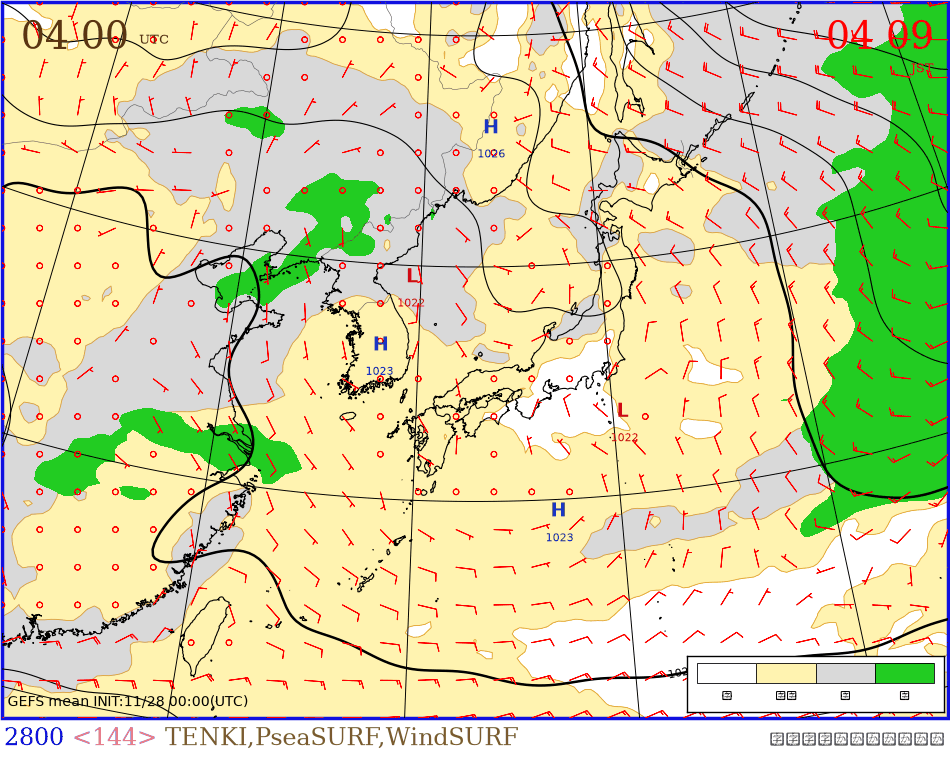 04 00 UTC
04 09
JST
H
1026
L
1022
H
1023
L
1022
H
1023
102
GEFS mean INIT:11/28 00:00(UTC)
2800 <144> TENKI,PseaSURF,WindSURF